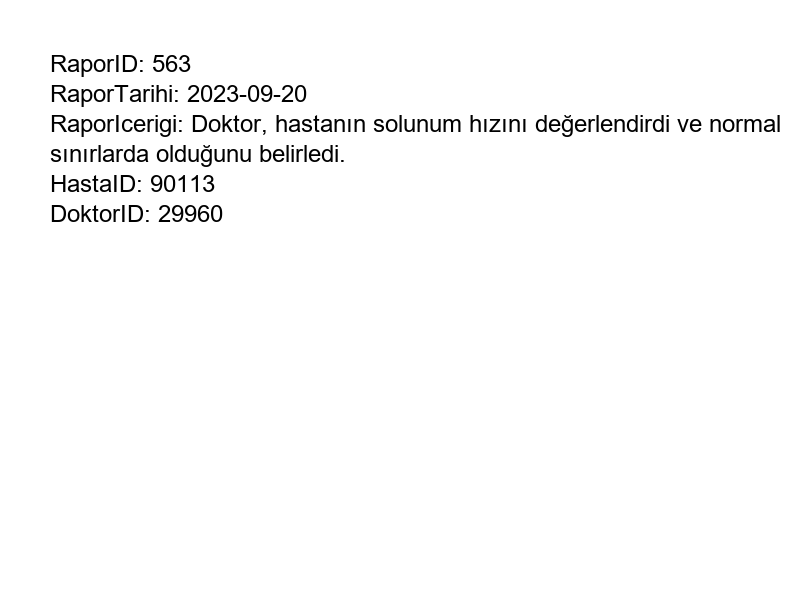 RaporID: 563
RaporTarihi: 2023-09-20
RaporIcerigi: Doktor, hastanın solunum hızını değerlendirdi ve normal
sınırlarda olduğunu belirledi.
HastaID: 90113
DoktorID: 29960